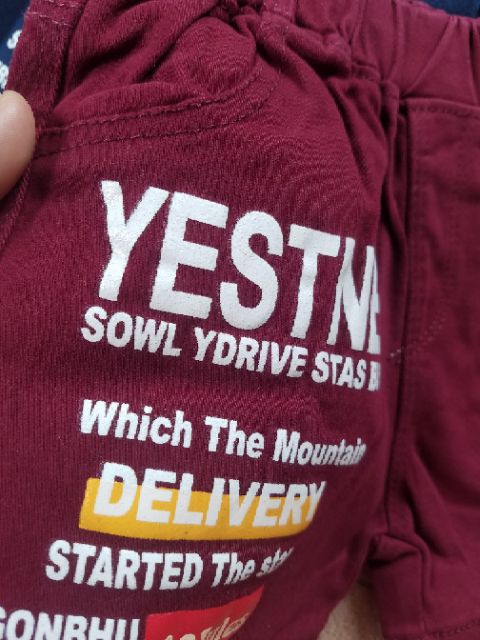 YESTNE
SOWL YDRIVE STAS
Which The Mountain
DELIVERY
STARTED The
GONBHU